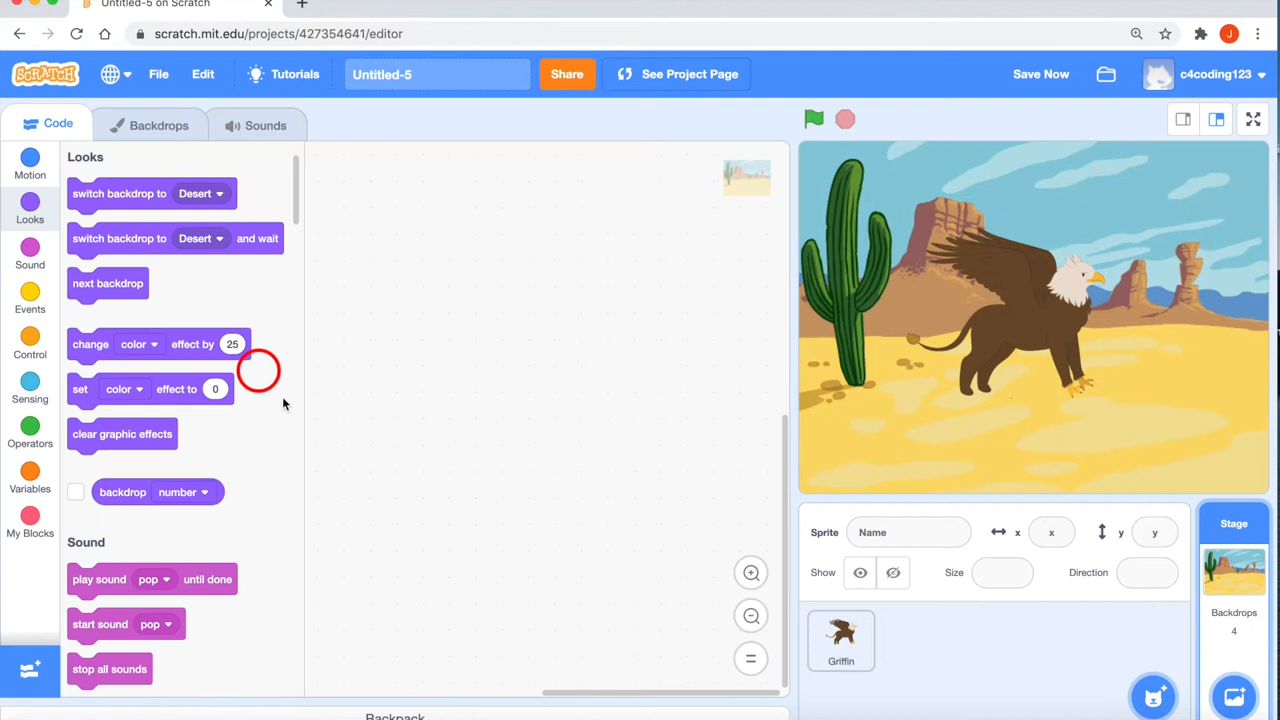 Untitled-5 on Scratch
scratch.mit.edu/projects/427354641/editor
J
SCRATCH
File
Edit
Tutorials
Untitled-5
Share
See Project Page
Save Now
c4coding123
Code
Backdrops
Sounds
Motion
Looks
Sound
Events
Control
Sensing
Operators
Variables
My Blocks
Looks
switch backdrop to Desert
switch backdrop to Desert and wait
next backdrop
change color effect by 25
set color effect to 0
clear graphic effects
backdrop number
Sound
play sound pop until done
start sound pop
stop all sounds
Backpack
Sprite Name x x y y
Show Size Direction
Griffin
Stage
Backdrops
4